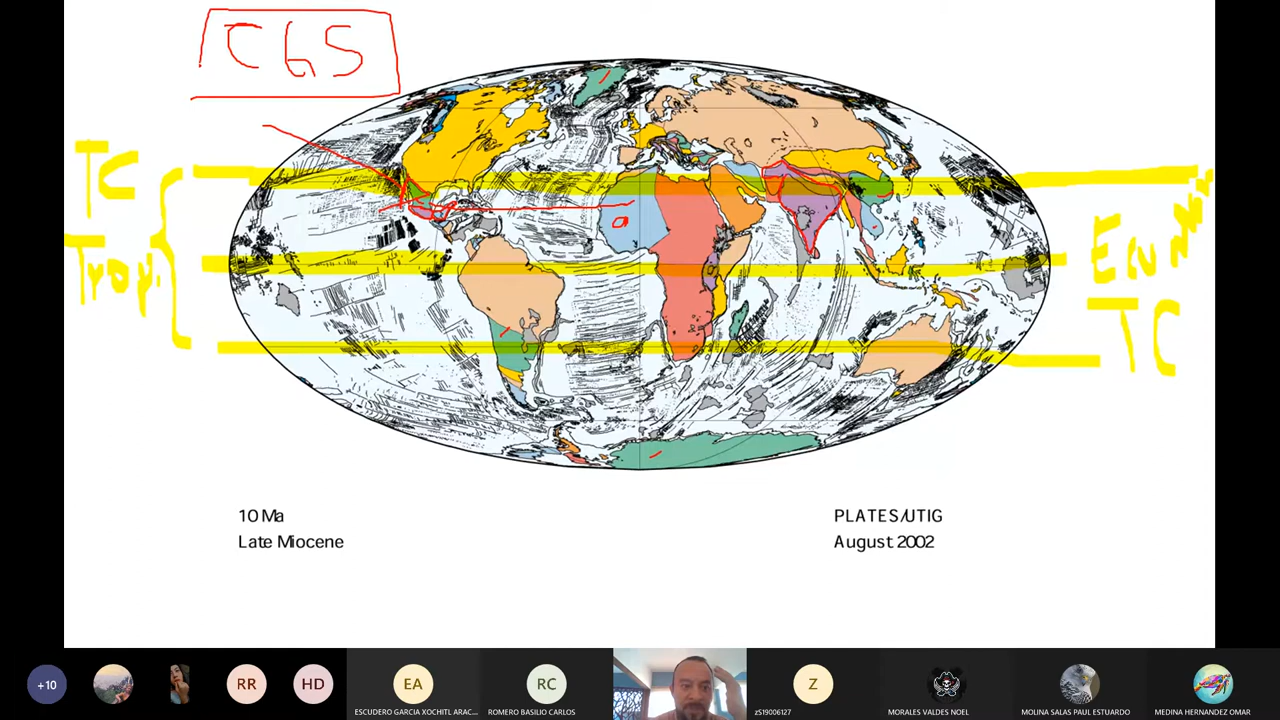 C G S
TC
Trop.
TC
10 Ma
Late Miocene
PLATES/UTIG
August 2002
+10
RR
HD
EA
ESCUDERO GARCIA XOCHITL ARAC...
RC
ROMERO BASILIO CARLOS
Z
zS19006127
MORALES VALDES NOEL
MOLINA SALAS PAUL ESTUARDO
MEDINA HERNANDEZ OMAR